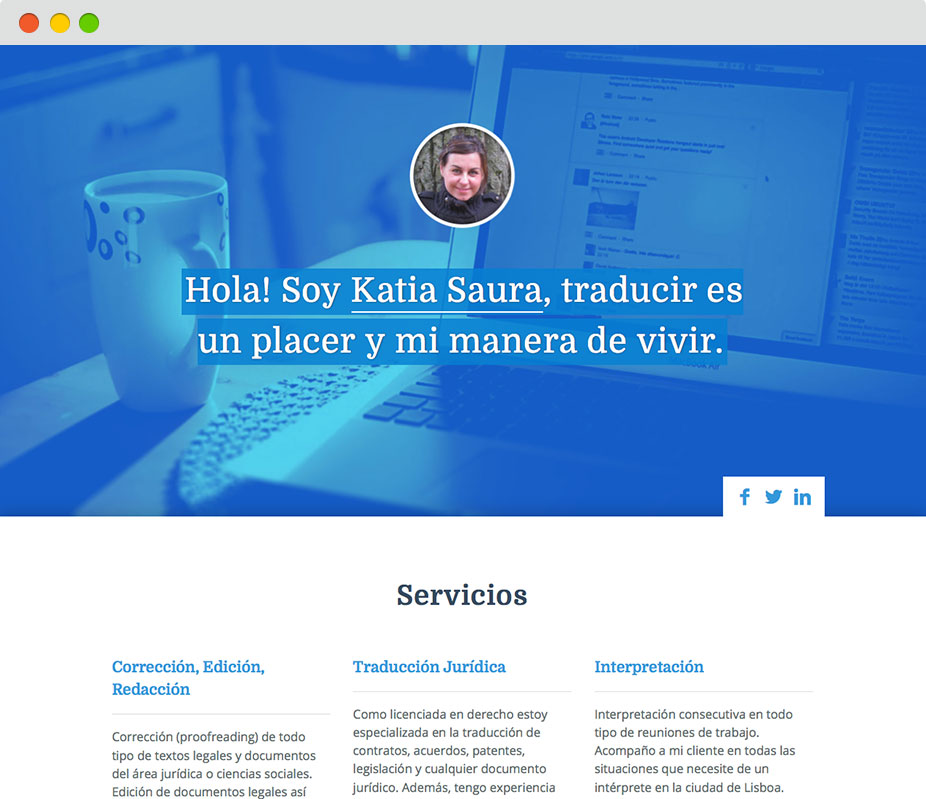 Hola! Soy Katia Saura, traducir es
un placer y mi manera de vivir.
Servicios
Corrección, Edición,
Redacción
Corrección (proofreading) de todo
tipo de textos legales y documentos
del área jurídica o ciencias sociales.
Edición de documentos legales así
Traducción Jurídica
Como licenciada en derecho estoy
especializada en la traducción de
contratos, acuerdos, patentes,
legislación y cualquier documento
jurídico. Además, tengo experiencia
Interpretación
Interpretación consecutiva en todo
tipo de reuniones de trabajo.
Acompaño a mi cliente en todas las
situaciones que necesite de un
intérprete en la ciudad de Lisboa.